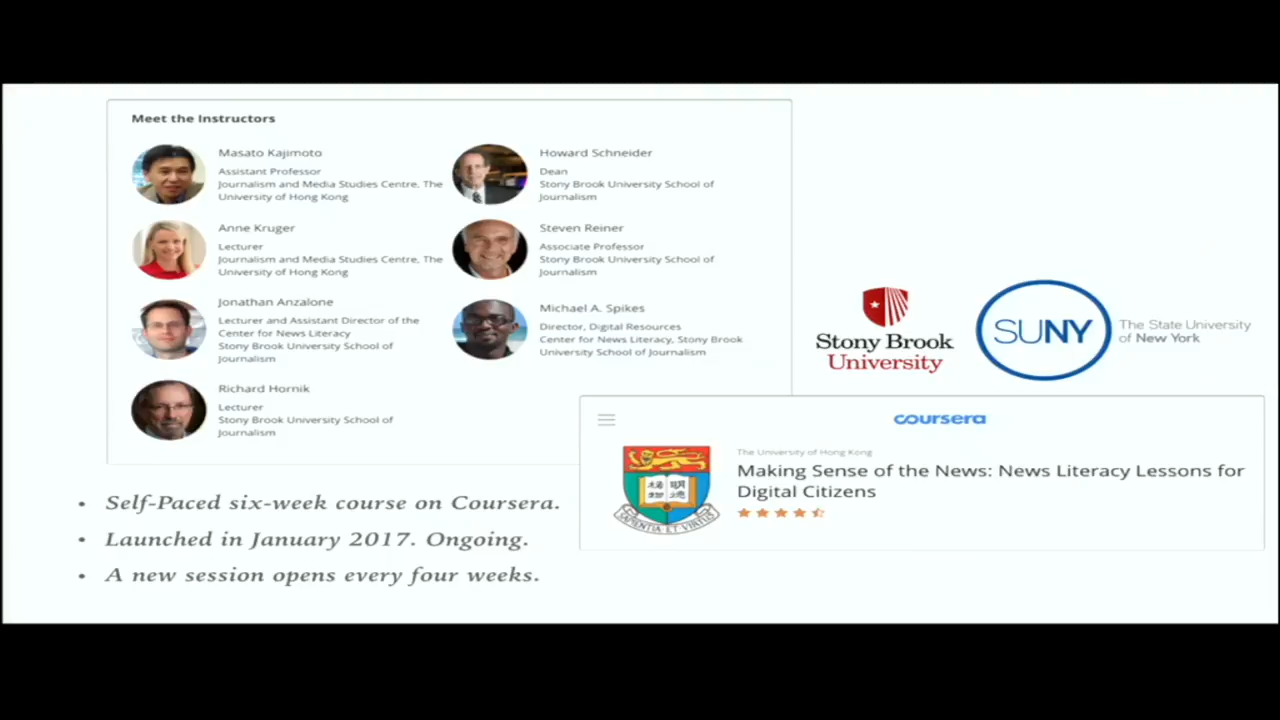 Meet the Instructors
Masato Kajimoto
Assistant Professor
Journalism and Media Studies Centre, The
University of Hong Kong
Howard Schneider
Dean
Stony Brook University School of
Journalism
Anne Kruger
Lecturer
Journalism and Media Studies Centre, The
University of Hong Kong
Steven Reiner
Associate Professor
Stony Brook University School of
Journalism
Jonathan Anzalone
Lecturer and Assistant Director of the
Center for News Literacy
Stony Brook University School of
Journalism
Michael A. Spikes
Director, Digital Resources
Center for News Literacy, Stony Brook
University School of Journalism
Richard Hornik
Lecturer
Stony Brook University School of
Journalism
Stony Brook
University
SUNY
The State University
of New York
coursera
The University of Hong Kong
Making Sense of the News: News Literacy Lessons for
Digital Citizens
SAPIENTIA ET VIRTUS
• Self-Paced six-week course on Coursera.
• Launched in January 2017. Ongoing.
• A new session opens every four weeks.